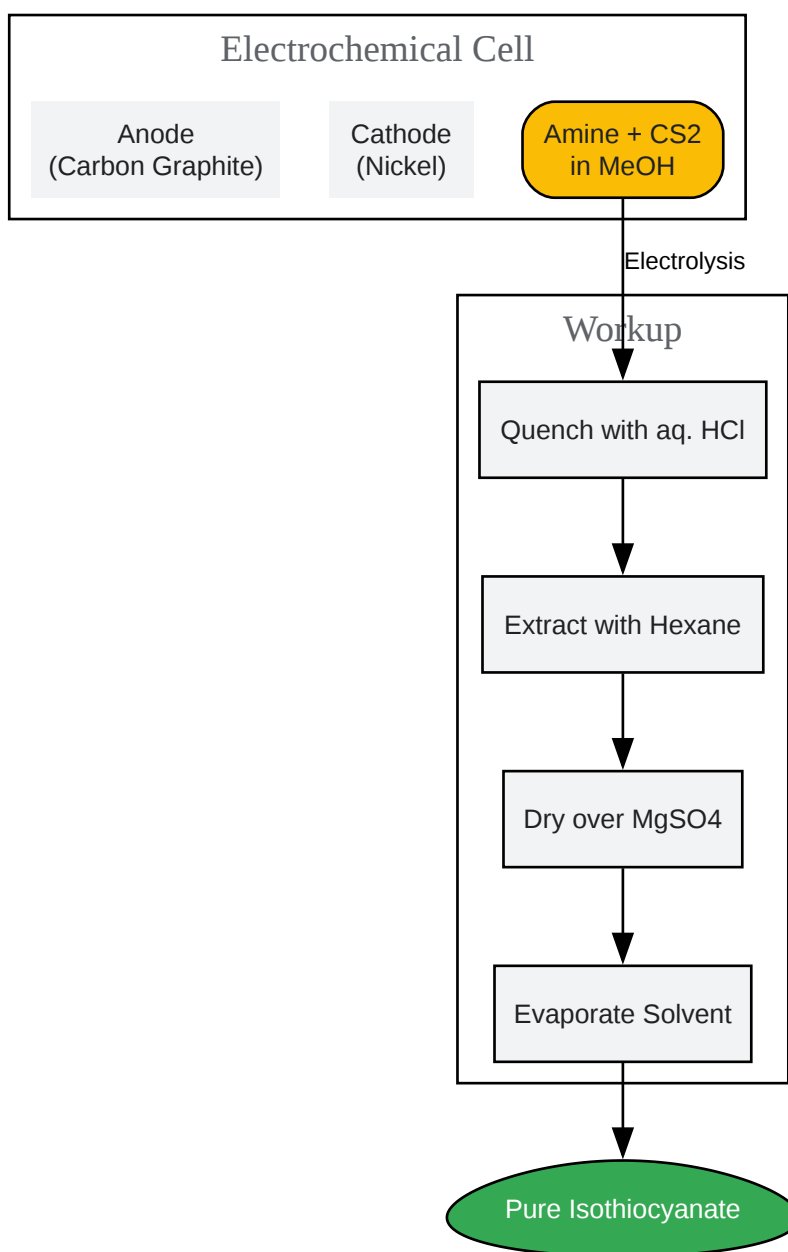 Electrochemical Cell
Anode
(Carbon Graphite)
Cathode
(Nickel)
Amine + CS2
in MeOH
Electrolysis
Workup
Quench with aq. HCl
Extract with Hexane
Dry over MgSO4
Evaporate Solvent
Pure Isothiocyanate